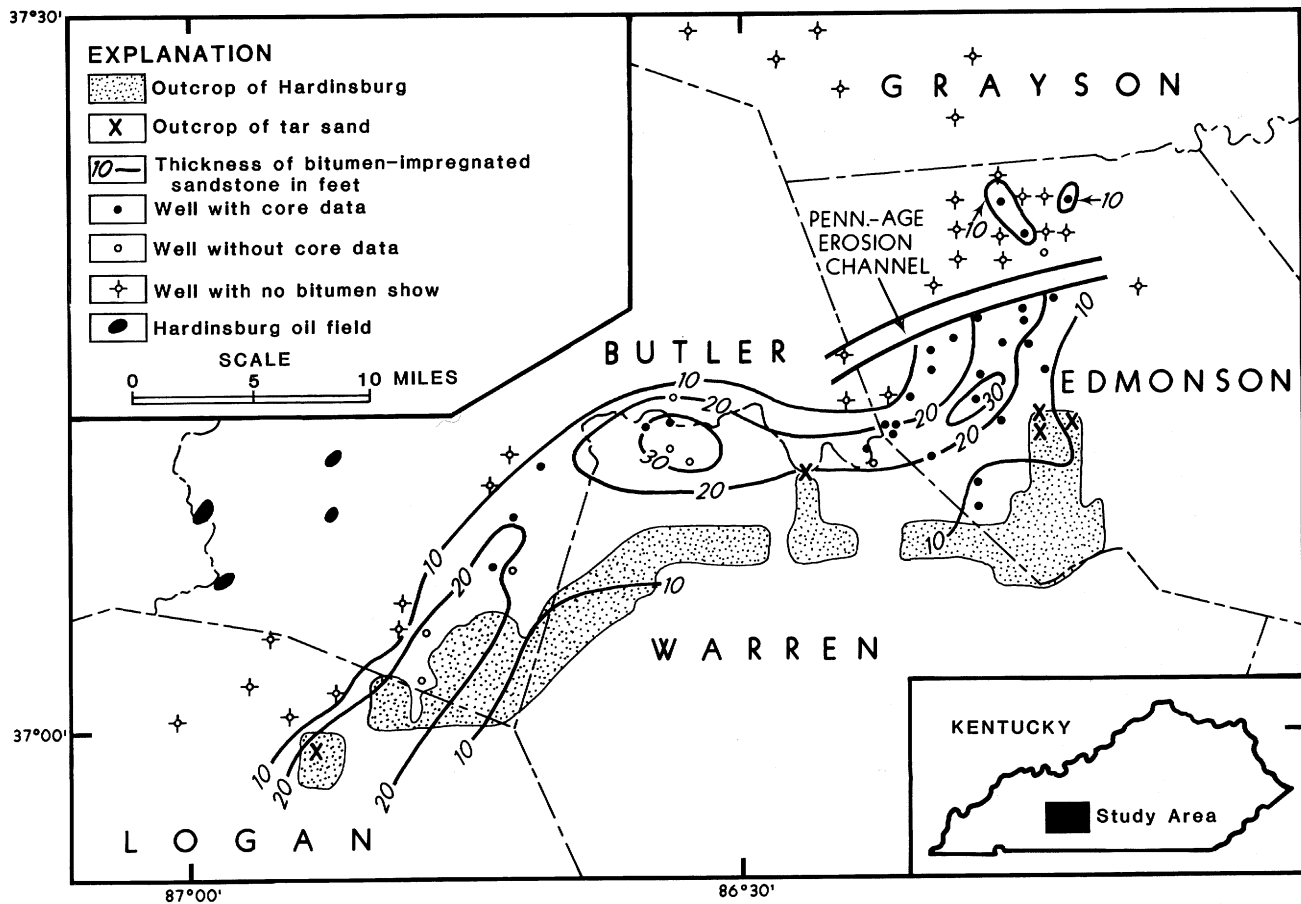 37°30'
EXPLANATION
Outcrop of Hardinsburg
X Outcrop of tar sand
10 Thickness of bitumen-impregnated
sandstone in feet
Well with core data
Well without core data
Well with no bitumen show
Hardinsburg oil field
SCALE
0 5 10 MILES
GRAYSON
PENN.-AGE
EROSION
CHANNEL
10
10
10
BUTLER
EDMONSON
10
20
20
30
20
30
20
10
10
20
10
WARREN
37°00'
10
20
20
10
LOGAN
KENTUCKY
Study Area
87°00'
86°30'